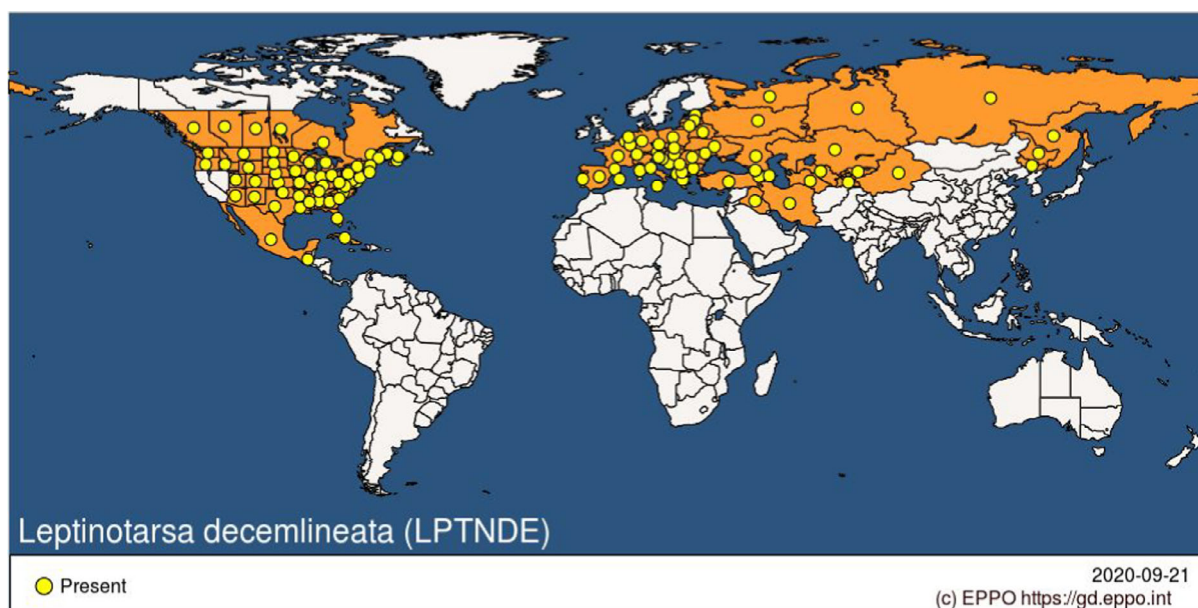 Leptinotarsa decemlineata (LPTNDE)
Present
2020-09-21
(c) EPPO https://gd.eppo.int